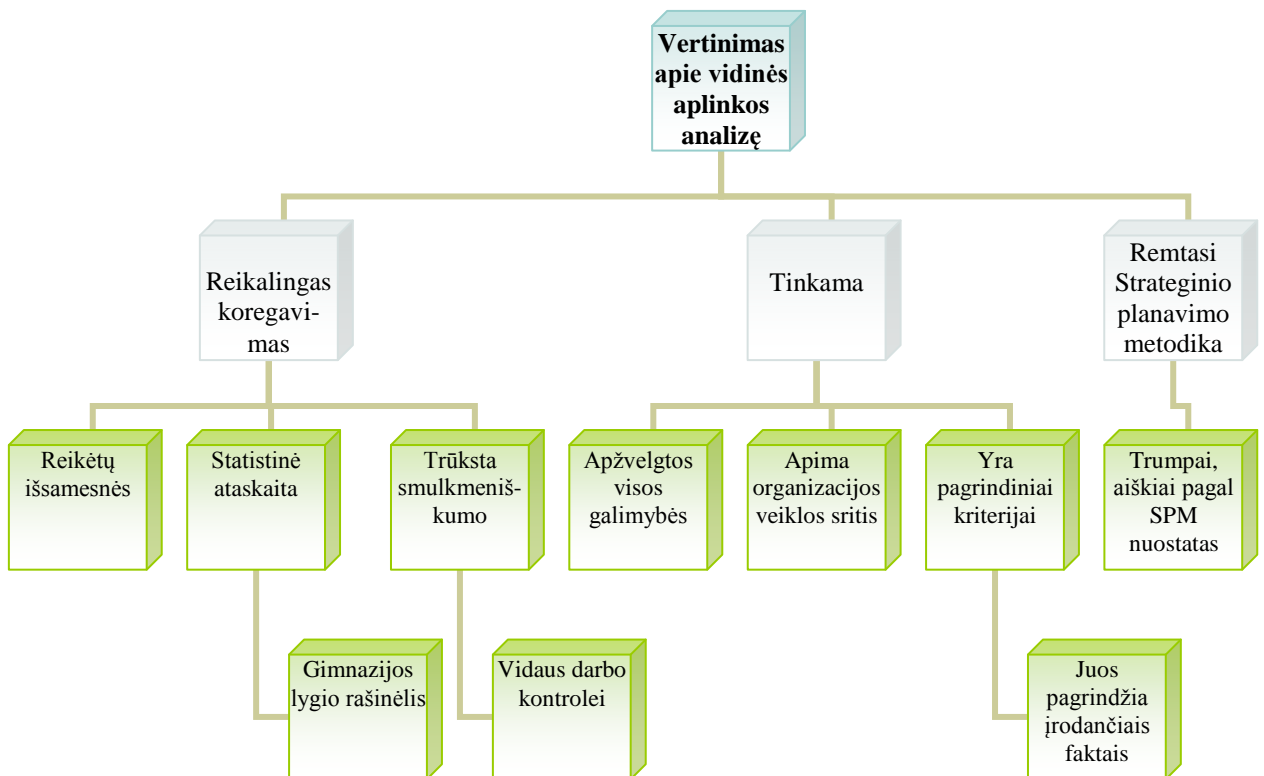 Vertinimas
apie vidinės
aplinkos
analizę
Reikalingas
koregavi-
mas
Tinkama
Remtasi
Strateginio
planavimo
metodika
Reikėtų
išsamesnės
Statistinė
ataskaita
Trūksta
smulkmeniš-
kumo
Apžvelgtos
visos
galimybės
Apima
organizacijos
veiklos sritis
Yra
pagrindiniai
kriterijai
Trumpai,
aiškiai pagal
SPM
nuostatas
Gimnazijos
lygio rašinėlis
Vidaus darbo
kontrolei
Juos
pagrindžia
įrodančiais
faktais